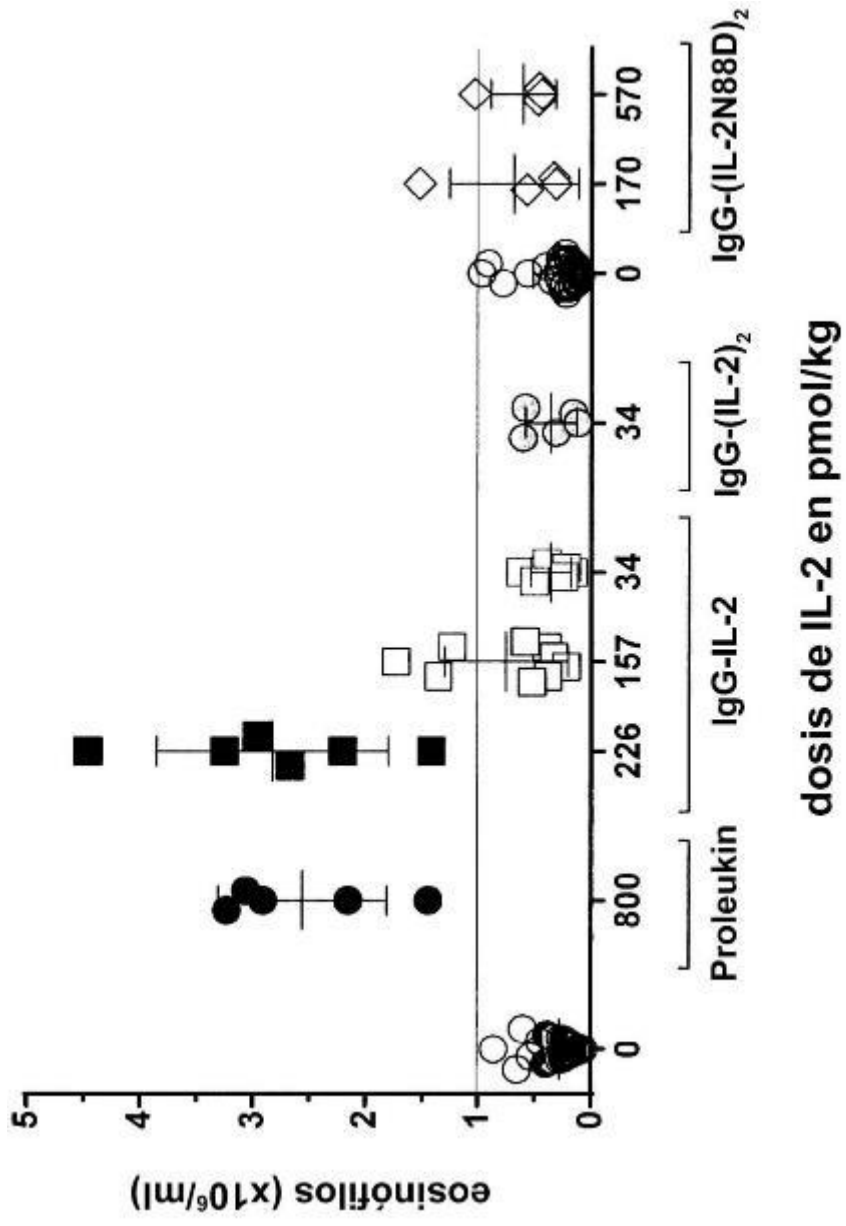 eosinófilos (x10⁶/ml)
5
4
3
2
1
0
0 800 226 157 34 34 0 170 570
Proleukin IgG-IL-2 IgG-(IL-2)₂ IgG-(IL-2N88D)₂
dosis de IL-2 en pmol/kg